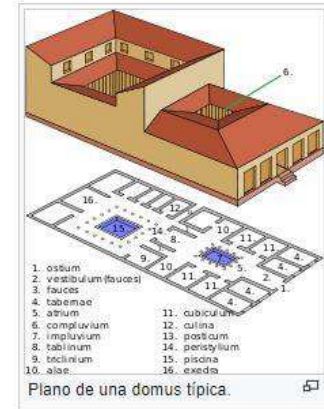 6.
16.
12.
15.
14.
8.
9.
10.
10.
11.
11.
11.
11.
7.
5.
4.
4.
4.
4.
3.
2.
1.
1. ostium
2. vestibulum(fauces)
3. fauces
4. tabernae
5. atrium
6. compluvium
7. impluvium
8. tablinum
9. triclinium
10. alae
11. cubiculum
12. culina
13. posticum
14. peristylium
15. piscina
16. exedra
Plano de una domus típica.